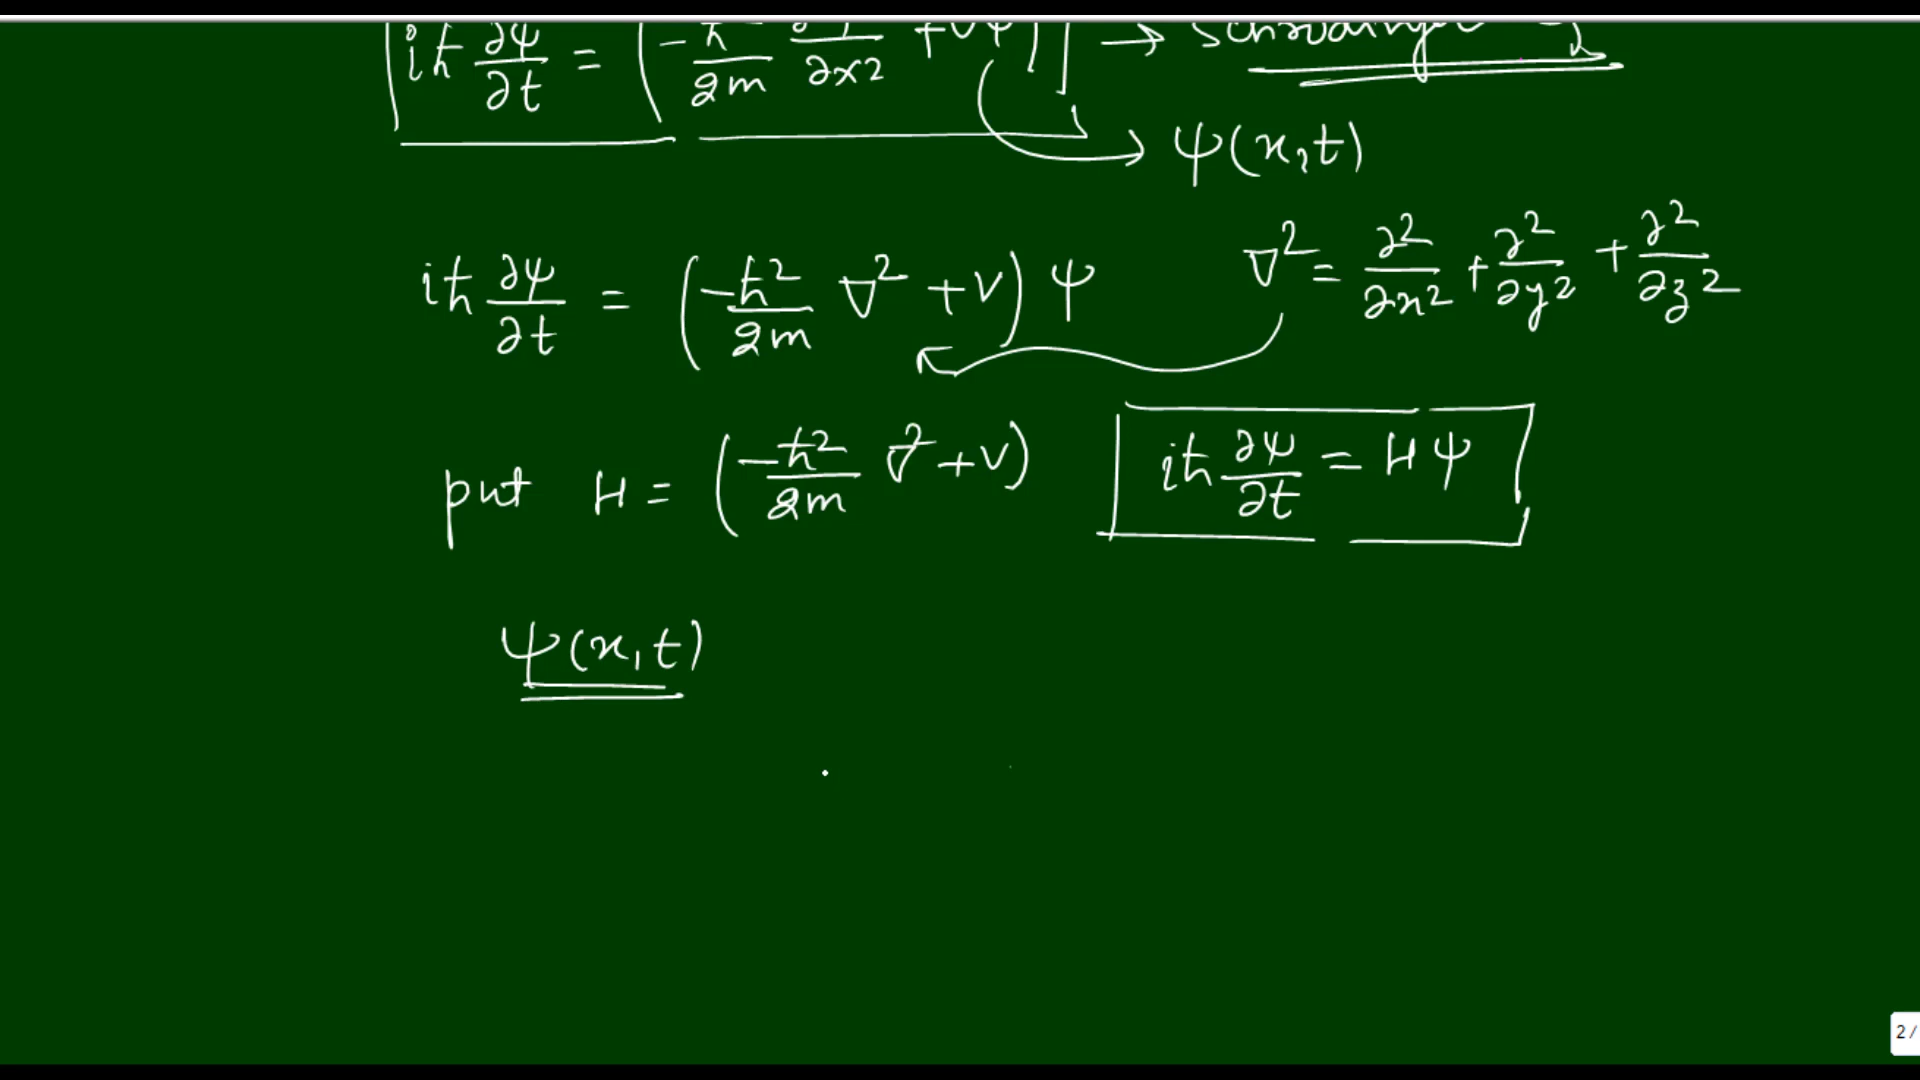 iħ ∂ψ/∂t = (-ħ²/2m ∂²ψ/∂x² + Vψ) →
→ ψ(x,t)
iħ ∂ψ/∂t = (-ħ²/2m ∇² + V) ψ ∇² = ∂²/∂x² + ∂²/∂y² + ∂²/∂z²
put H = (-ħ²/2m ∇² + V) iħ ∂ψ/∂t = Hψ
ψ(x,t)
2/